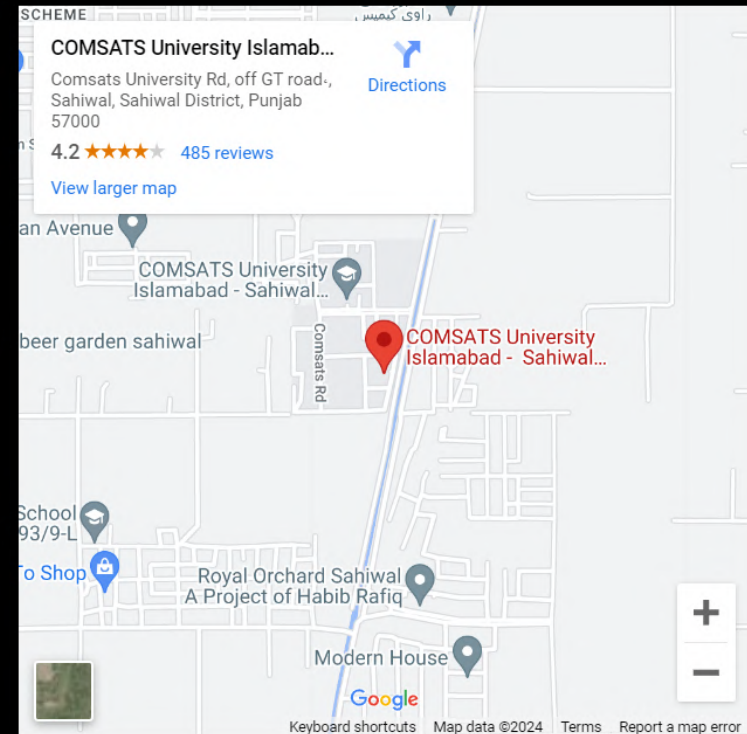 SCHEME
راوی کیمپس
COMSATS University Islamab...
Directions
Comsats University Rd, off GT road،,
Sahiwal, Sahiwal District, Punjab
57000
4.2
485 reviews
View larger map
an Avenue
COMSATS University
Islamabad - Sahiwal...
beer garden sahiwal
Comsats Rd
COMSATS University
Islamabad - Sahiwal...
School
93/9-L
To Shop
Royal Orchard Sahiwal
A Project of Habib Rafiq
Modern House
+
−
Google
Keyboard shortcuts Map data ©2024 Terms Report a map error